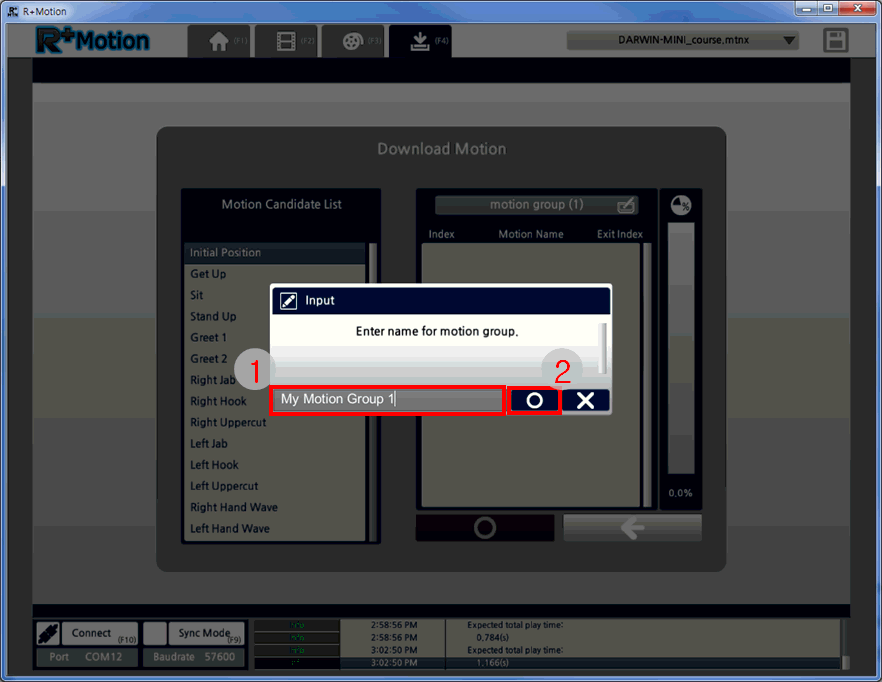 R+Motion
R+Motion
(F1)
(F2)
(F3)
(F4)
DARWIN-MINI_course.mtnx
Download Motion
Motion Candidate List
Initial Position
Get Up
Sit
Stand Up
Greet 1
Greet 2
Right Jab
Right Hook
Right Uppercut
Left Jab
Left Hook
Left Uppercut
Right Hand Wave
Left Hand Wave
motion group (1)
%
Index Motion Name Exit Index
0.0%
Input
Enter name for motion group.
1
2
My Motion Group 1
Connect (F10)
Sync Mode (F9)
Port COM12
Baudrate 57600
2:58:56 PM Expected total play time:
2:58:56 PM 0.784(s)
3:02:50 PM Expected total play time:
3:02:50 PM 1.166(s)